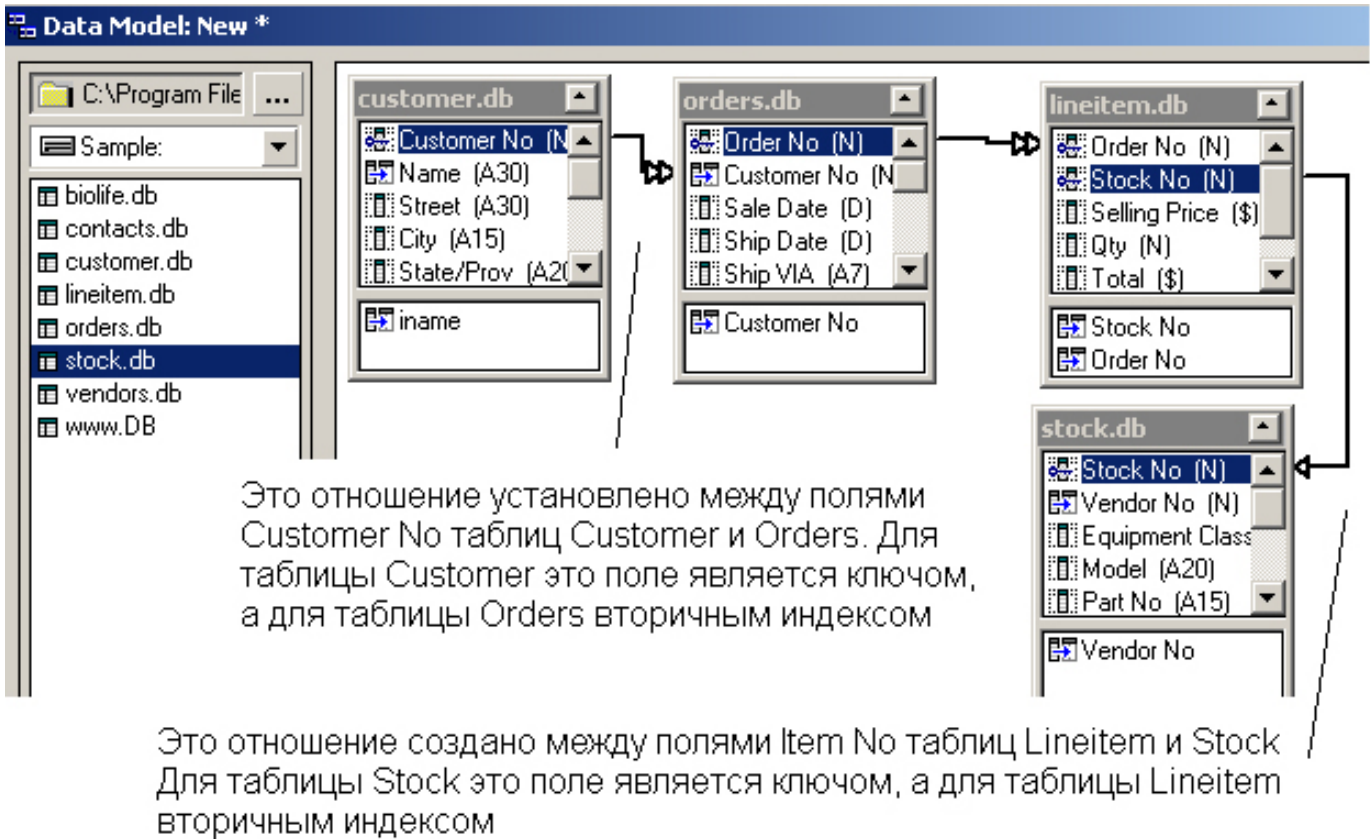 Data Model: New *
C:\Program File ...
Sample:
biolife.db
contacts.db
customer.db
lineitem.db
orders.db
stock.db
vendors.db
www.DB
customer.db
Customer No (N
Name (A30)
Street (A30)
City (A15)
State/Prov (A20
iname
orders.db
Order No (N)
Customer No (N
Sale Date (D)
Ship Date (D)
Ship VIA (A7)
Customer No
lineitem.db
Order No (N)
Stock No (N)
Selling Price ($)
Qty (N)
Total ($)
Stock No
Order No
stock.db
Stock No (N)
Vendor No (N)
Equipment Class
Model (A20)
Part No (A15)
Vendor No
Это отношение установлено между полями
Customer No таблиц Customer и Orders. Для
таблицы Customer это поле является ключом,
а для таблицы Orders вторичным индексом
Это отношение создано между полями Item No таблиц Lineitem и Stock
Для таблицы Stock это поле является ключом, а для таблицы Lineitem
вторичным индексом